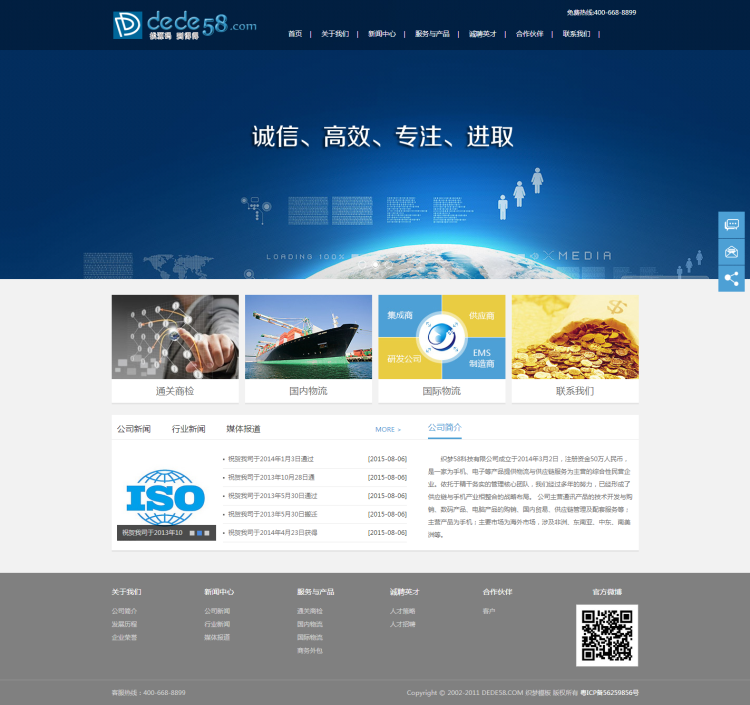 dede58.com
免费热线:400-668-8899
首页 | 关于我们 | 新闻中心 | 服务与产品 | 诚聘英才 | 合作伙伴 | 联系我们 |
诚信、高效、专注、进取
LOADING 100%
MEDIA
集成商
供应商
研发公司
EMS
制造商
通关商检
国内物流
国际物流
联系我们
公司新闻 行业新闻 媒体报道 MORE »
• 祝贺我司于2014年1月3日通过 [2015-08-06]
• 祝贺我司于2013年10月28日通 [2015-08-06]
• 祝贺我司于2013年5月30日通过 [2015-08-06]
• 祝贺我司于2013年5月30日搬迁 [2015-08-06]
• 祝贺我司于2014年4月23日获得 [2015-08-06]
ISO
祝贺我司于2013年10
公司简介
织梦58科技有限公司成立于2014年3月2日，注册资金50万人民币，
是一家为手机、电子等产品提供物流与供应链服务为主营的综合性民营企
业。依托于精干务实的管理核心团队，我们经过多年的努力，已经形成了
供应链与手机产业相整合的战略布局。 公司主营通讯产品的技术开发与购
销、数码产品、电脑产品的购销、国内贸易、供应链管理及配套服务等；
主营产品为手机；主要市场为海外市场，涉及非洲、东南亚、中东、南美
洲等。
关于我们
公司简介
发展历程
企业荣誉
新闻中心
公司新闻
行业新闻
媒体报道
服务与产品
通关商检
国内物流
国际物流
商务外包
诚聘英才
人才策略
人才招聘
合作伙伴
客户
官方微博
客服热线：400-668-8899
Copyright © 2002-2011 DEDE58.COM 织梦模板 版权所有 粤ICP备56259856号